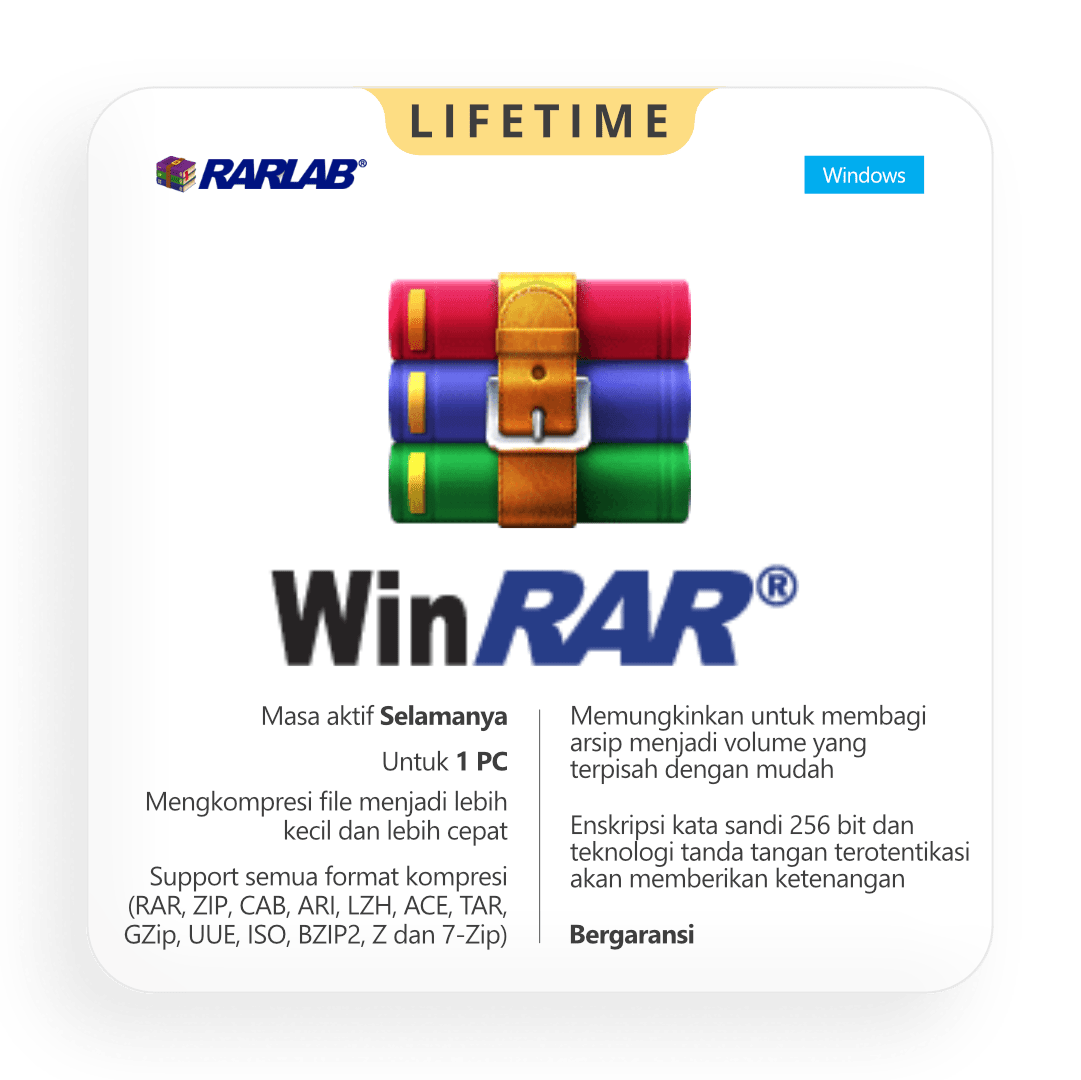 LIFETIME
RARLAB®
Windows
WinRAR®
Masa aktif Selamanya
Untuk 1 PC
Mengkompresi file menjadi lebih
kecil dan lebih cepat
Support semua format kompresi
(RAR, ZIP, CAB, ARI, LZH, ACE, TAR,
GZip, UUE, ISO, BZIP2, Z dan 7-Zip)
Memungkinkan untuk membagi
arsip menjadi volume yang
terpisah dengan mudah
Enskripsi kata sandi 256 bit dan
teknologi tanda tangan terotentikasi
akan memberikan ketenangan
Bergaransi